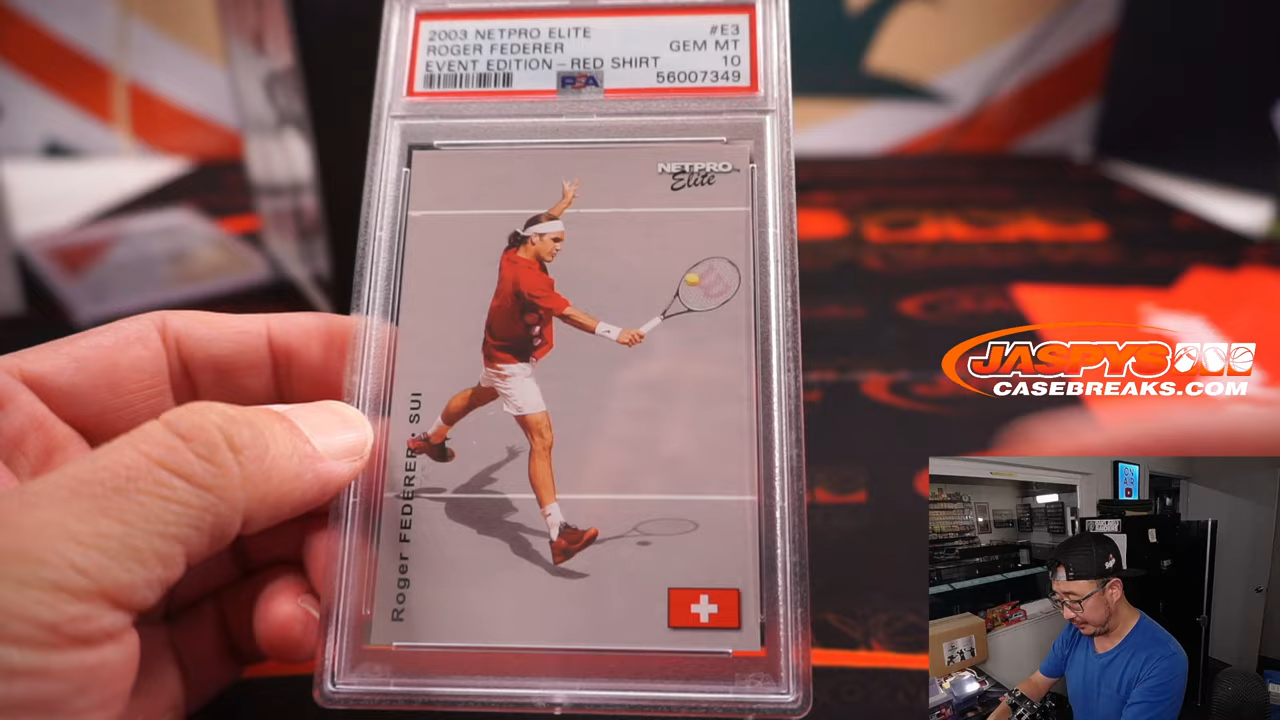 2003 NETPRO ELITE #E3
ROGER FEDERER GEM MT
EVENT EDITION – RED SHIRT 10
PSA 56007349
NETPRO
Elite
Roger FEDERER • SUI
JASPYS
CASEBREAKS.COM
ON
AIR